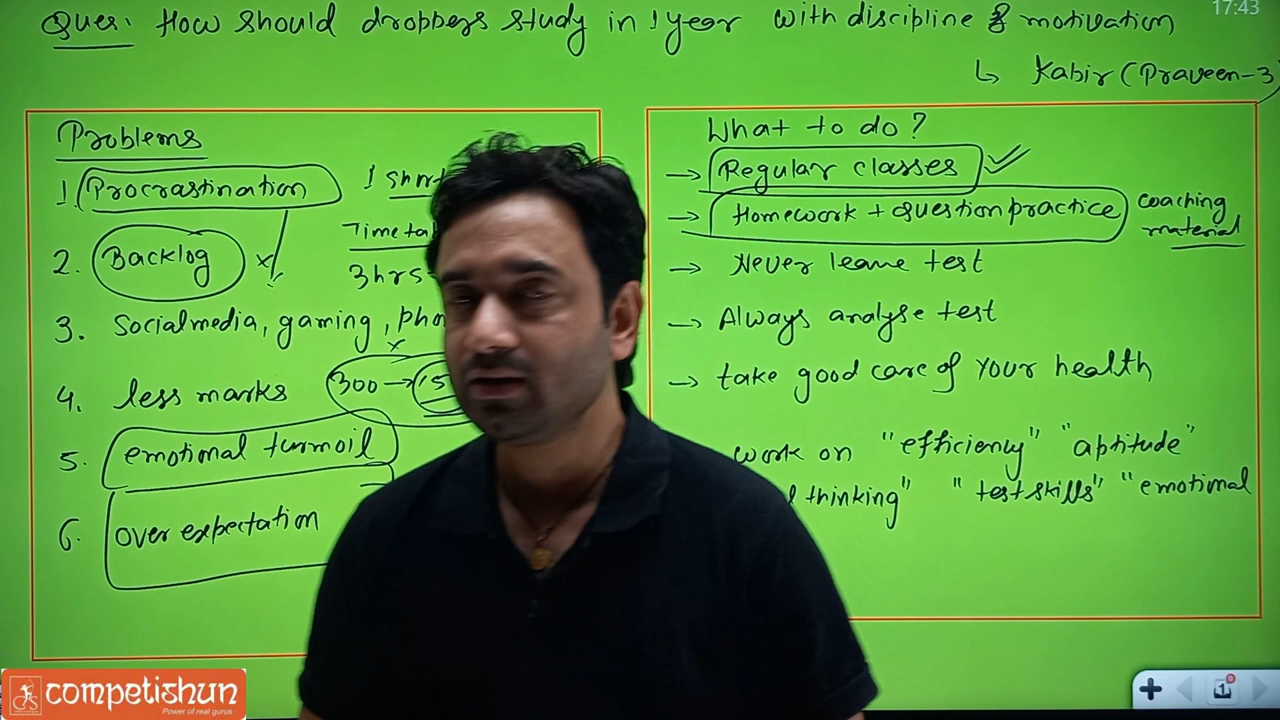 17:43
Ques: How should droppers study in 1 year with discipline & motivation
↳ Kabir (Praveen-3)
Problems
1 Procrastination
1 Short
Timeta
2. Backlog ×
3hrs
3. Socialmedia, gaming, pho
×
4. less marks 300 → 15
5. emotional turmoil
6. over expectation
What to do?
→ Regular classes ✓
→ Homework + question practice coaching
material
→ Never leave test
→ Always analyse test
→ take good care of your health
work on "efficiency" "aptitude"
thinking" "testskills" "emotional
competishun
Power of real gurus
1